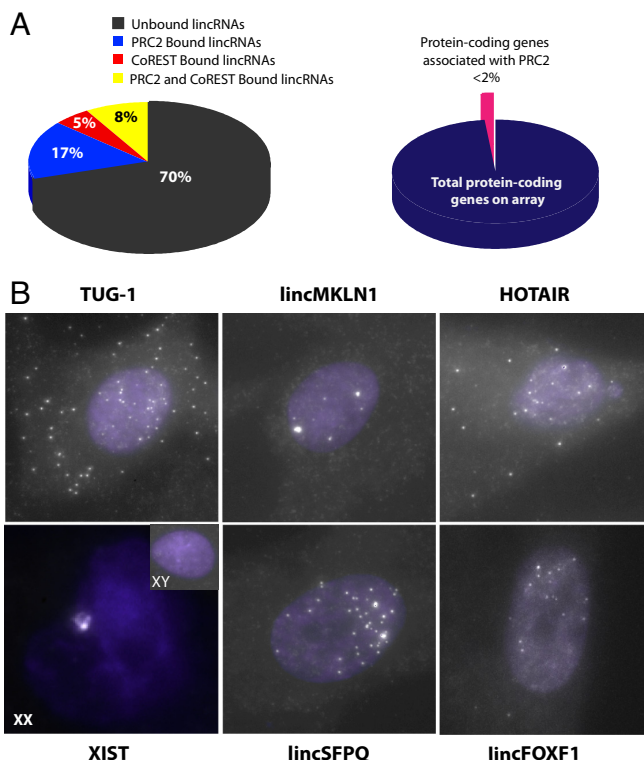 A
Unbound lincRNAs
PRC2 Bound lincRNAs
CoREST Bound lincRNAs
PRC2 and CoREST Bound lincRNAs
8%
5%
17%
70%
Protein-coding genes
associated with PRC2
<2%
Total protein-coding
genes on array
B
TUG-1
lincMKLN1
HOTAIR
XY
XX
XIST
lincSFPQ
lincFOXF1